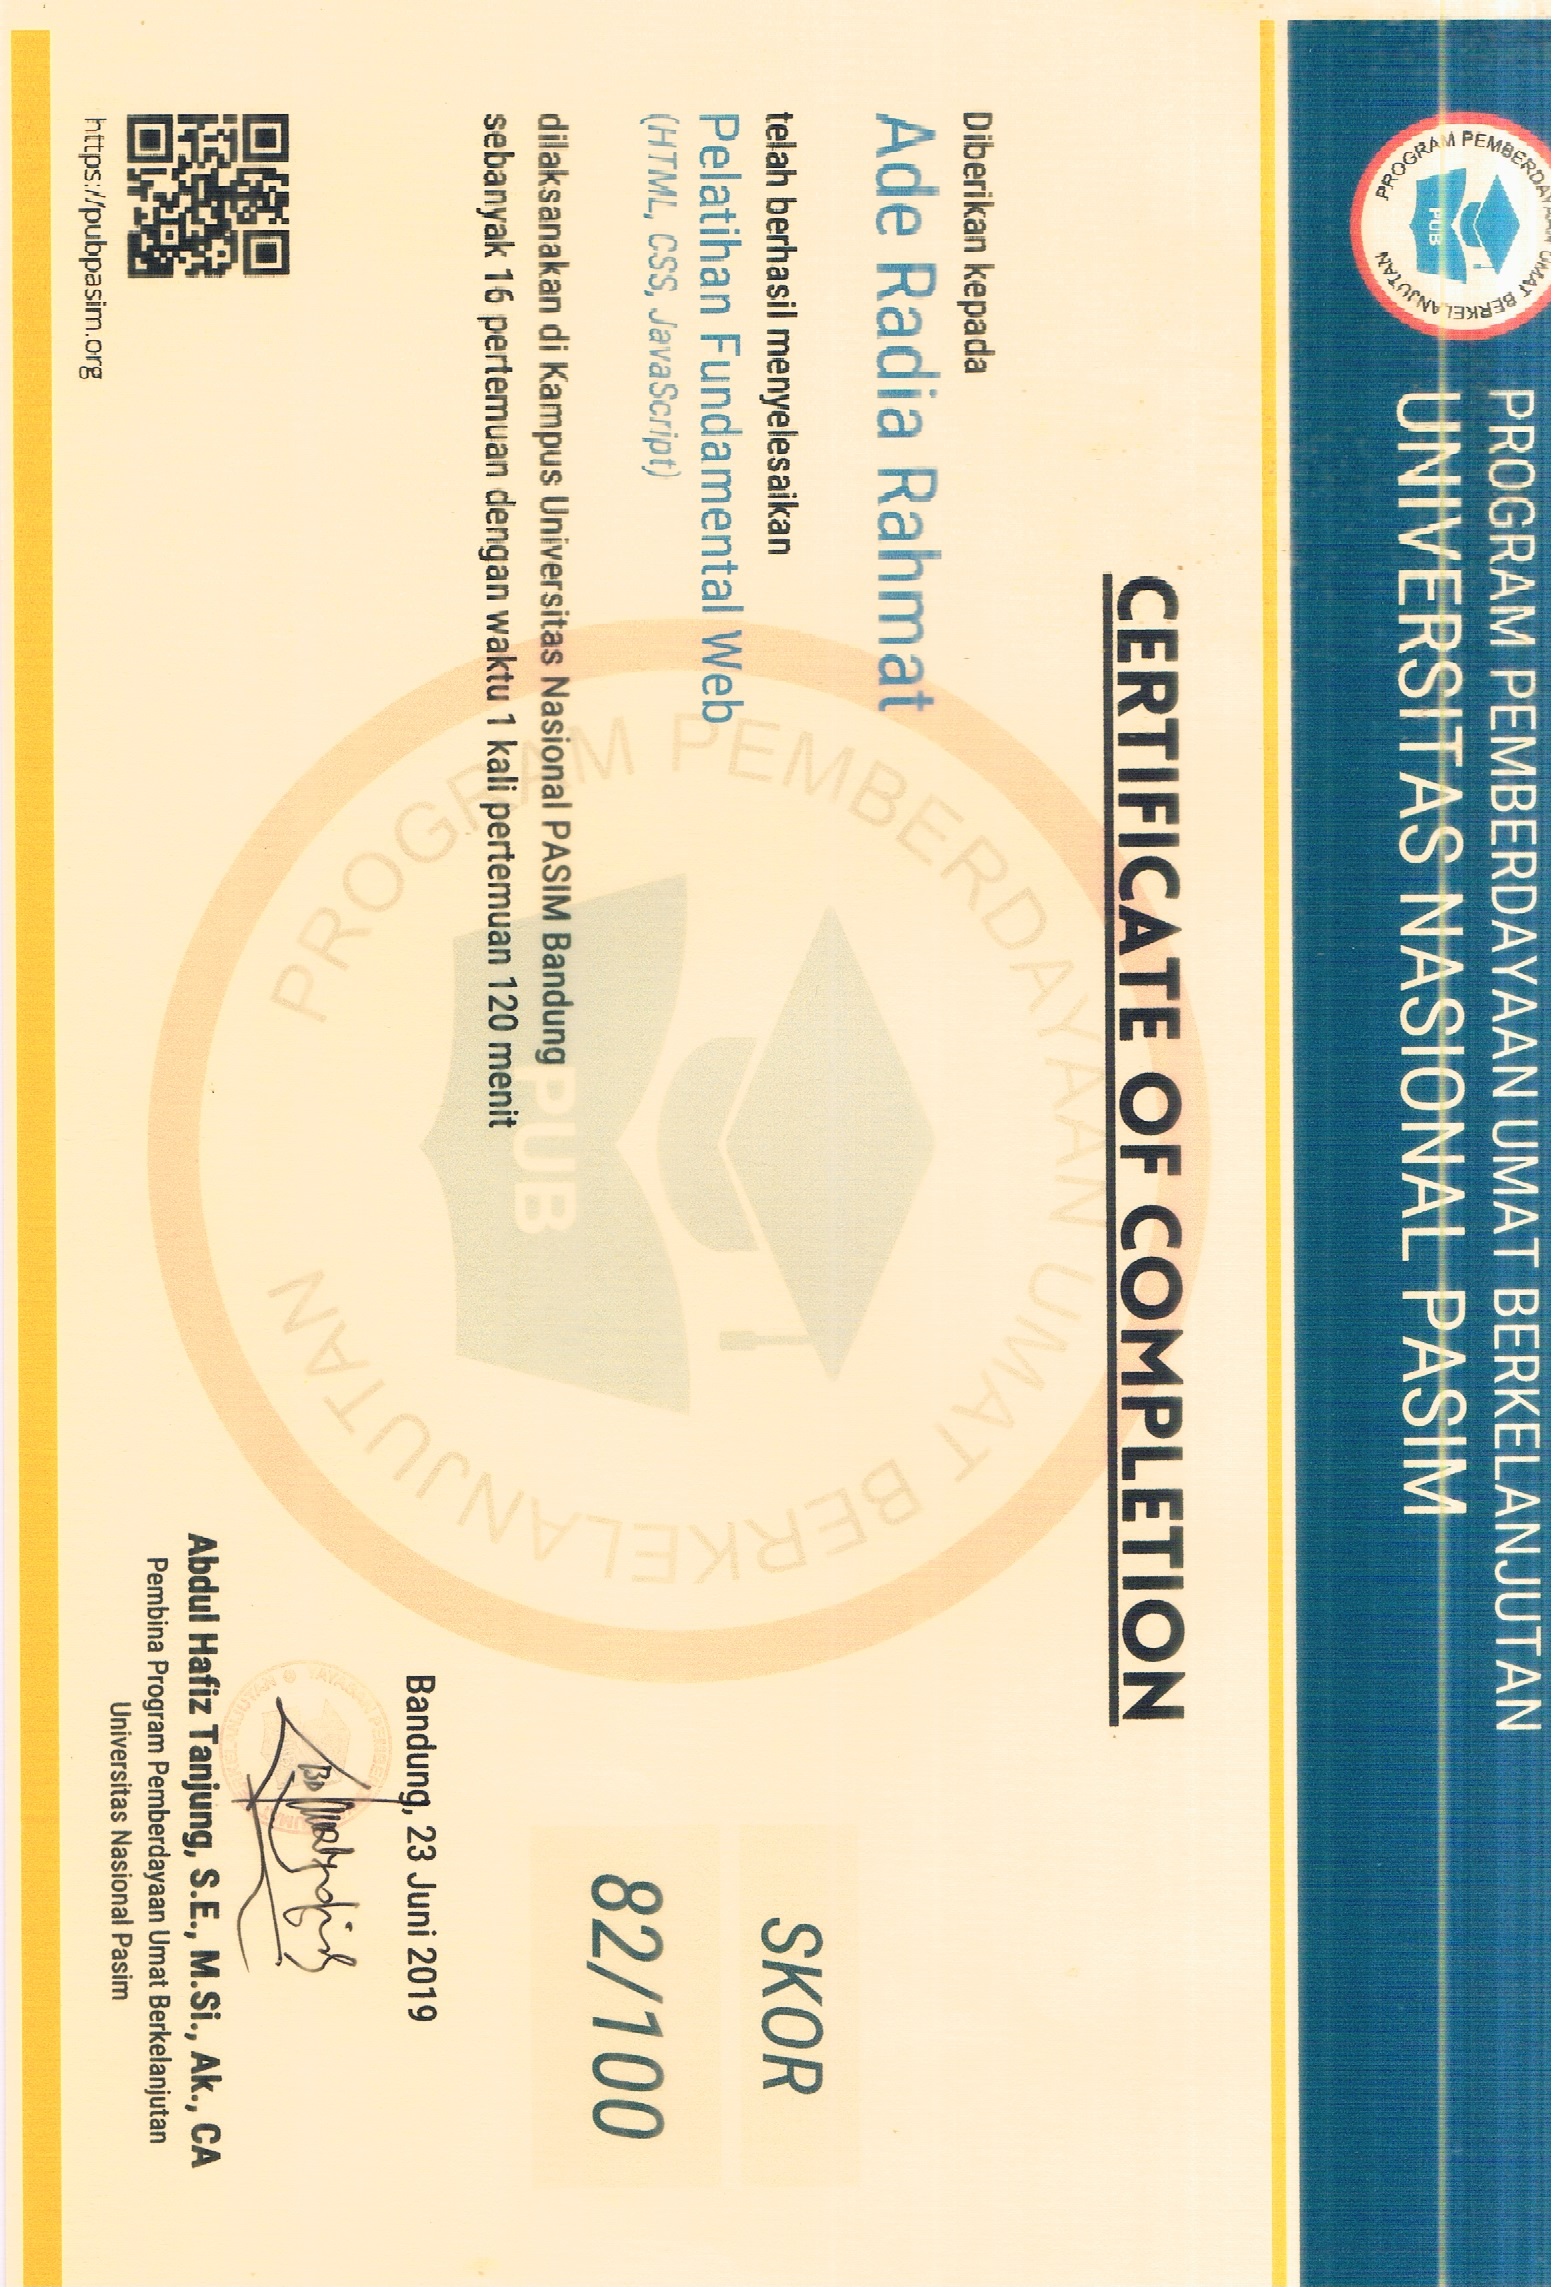 PROGRAM PEMBERDAYAAN UMAT BERKELANJUTAN
PUB
PROGRAM PEMBERDAYAAN UMAT BERKELANJUTAN
UNIVERSITAS NASIONAL PASIM
CERTIFICATE OF COMPLETION
Diberikan kepada
Ade Radia Rahmat
telah berhasil menyelesaikan
Pelatihan Fundamental Web
(HTML, CSS, JavaScript)
dilaksanakan di Kampus Universitas Nasional PASIM Bandung
sebanyak 16 pertemuan dengan waktu 1 kali pertemuan 120 menit
SKOR
82/100
PROGRAM PEMBERDAYAAN UMAT BERKELANJUTAN
PUB
Bandung, 23 Juni 2019
Abdul Hafiz Tanjung, S.E., M.Si., Ak., CA
Pembina Program Pemberdayaan Umat Berkelanjutan
Universitas Nasional Pasim
https://pubpasim.org